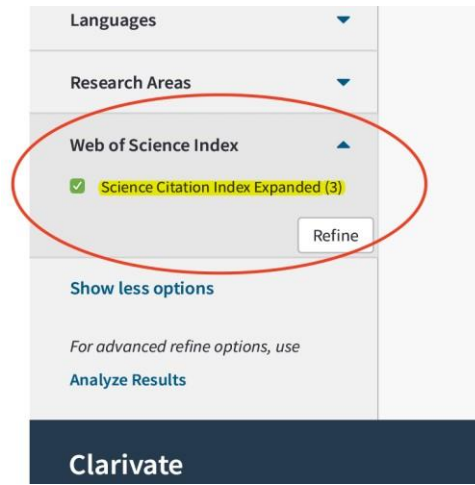 Languages
Research Areas
Web of Science Index
Science Citation Index Expanded (3)
Refine
Show less options
For advanced refine options, use
Analyze Results
Clarivate